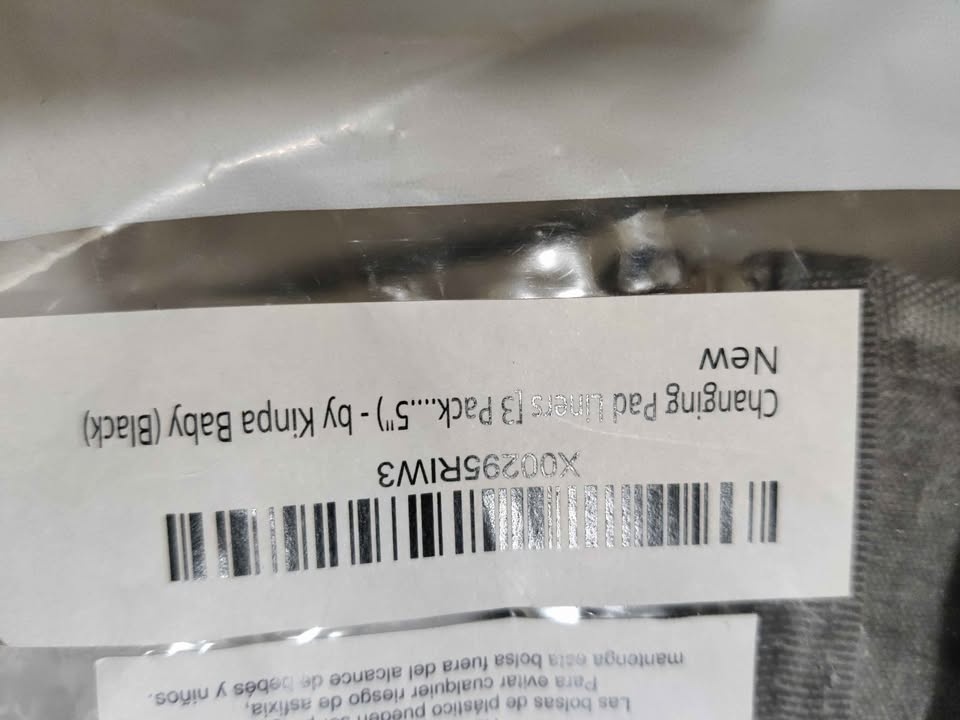 Las bolsas de plástico pueden
Para evitar cualquier riesgo de asfixia,
mantenga esta bolsa fuera del alcance de bebés y niños.
X00295RIW3
Changing Pad Liners [3 Pack....5") - by Kinpa Baby (Black)
New